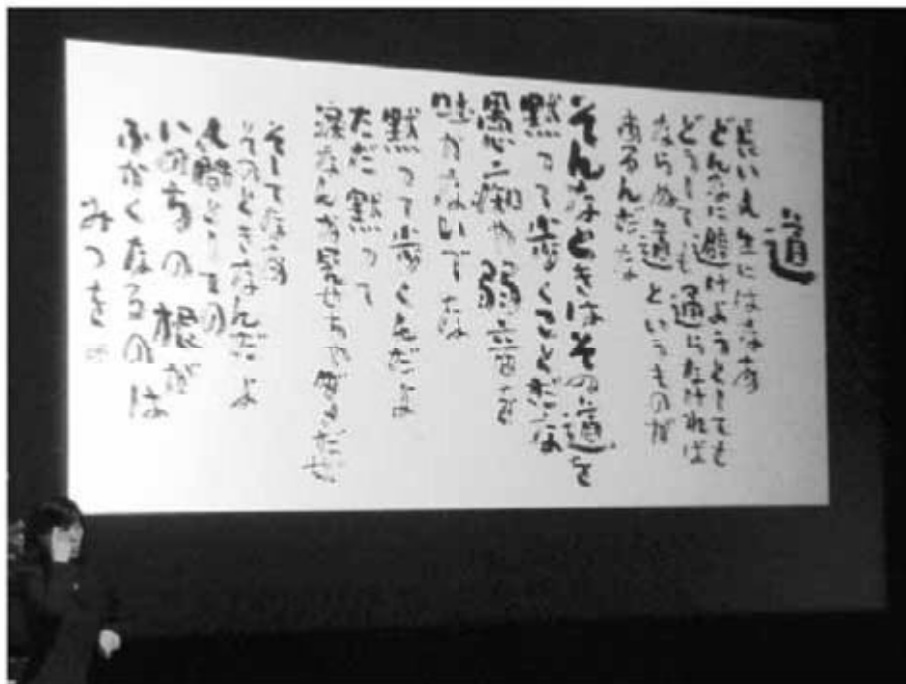 道
長い人生にはなあ
どんなに避けようとしても
どうしても通らなければ
ならぬ道というものが
あるんだな
そんなときはその道を
黙って歩くことだな
愚痴や弱音を
吐かないでな
黙って歩くんだよ
ただ黙って
涙なんか見せちゃダメだぜ
そしてなあ
そのときなんだよ
人間としての
いのちの根が
ふかくなるのは
みつを